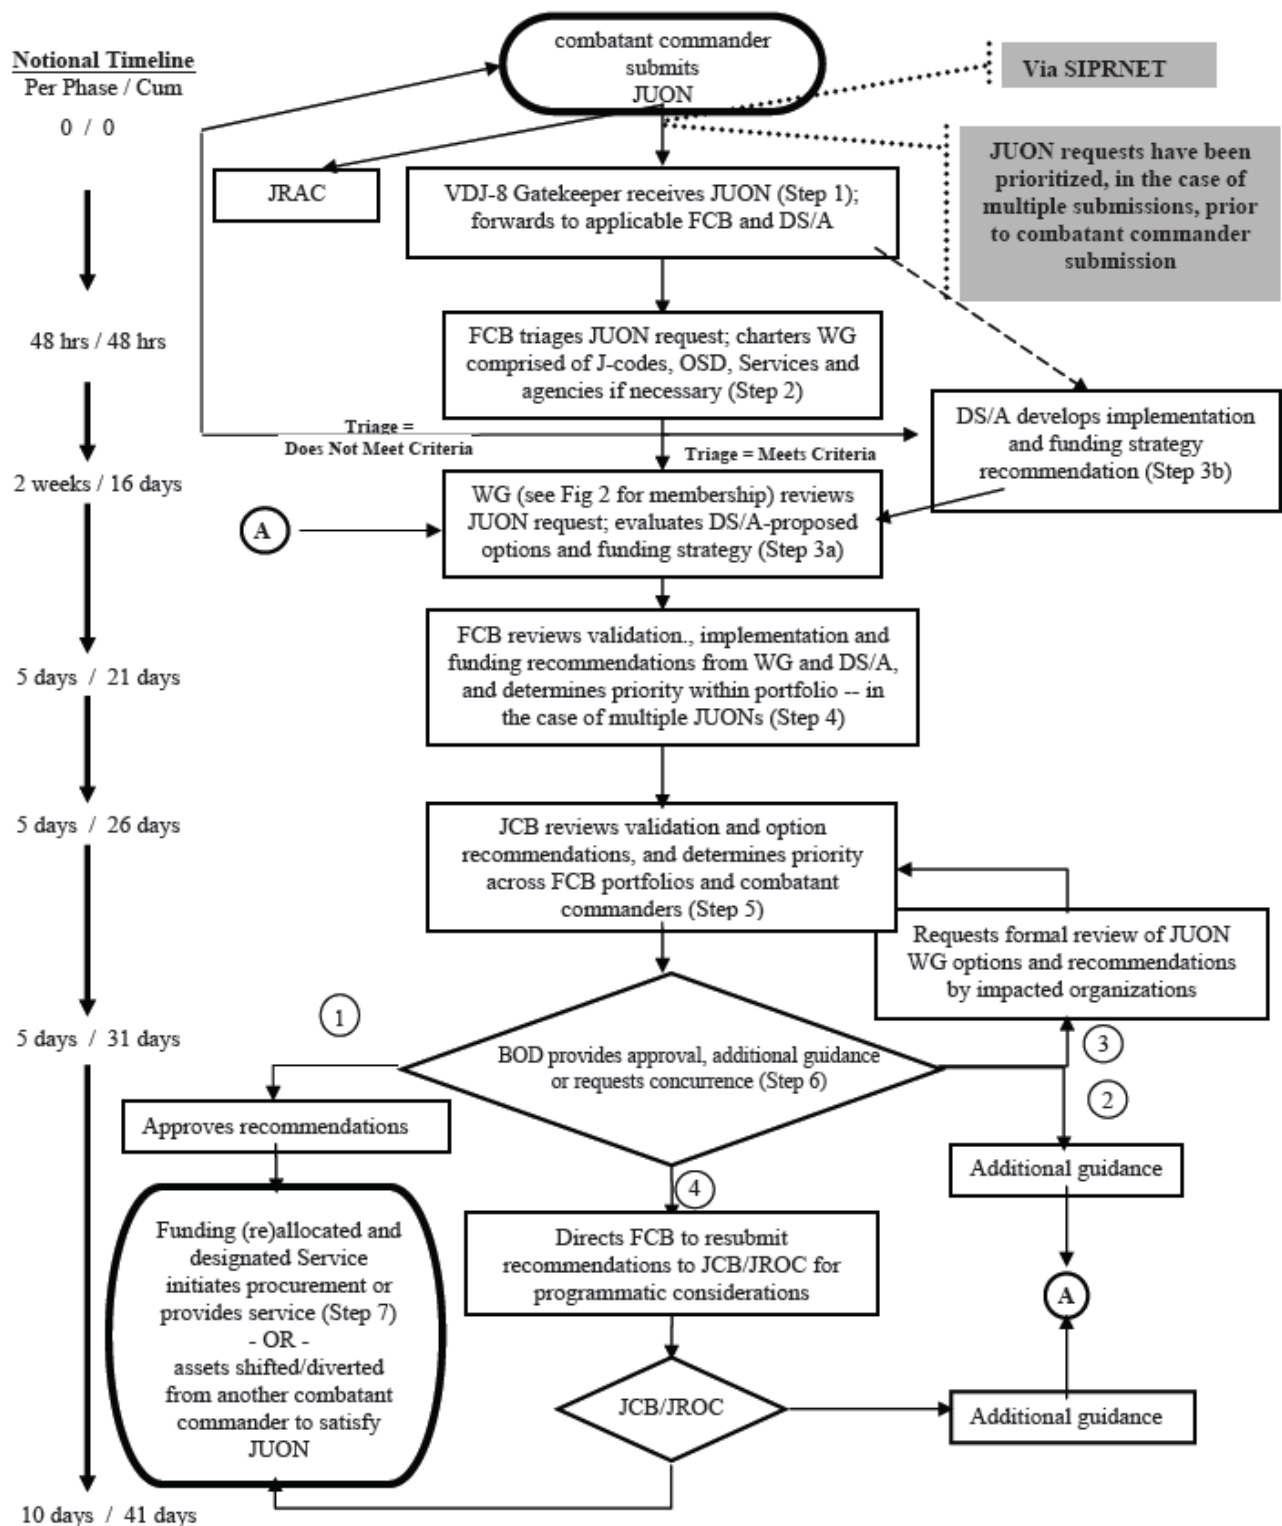 Notional Timeline
Per Phase / Cum
0 / 0
48 hrs / 48 hrs
2 weeks / 16 days
5 days / 21 days
5 days / 26 days
5 days / 31 days
10 days / 41 days
combatant commander
submits
JUON
Via SIPRNET
JUON requests have been
prioritized, in the case of
multiple submissions, prior
to combatant commander
submission
JRAC
VDJ-8 Gatekeeper receives JUON (Step 1);
forwards to applicable FCB and DS/A
FCB triages JUON request; charters WG
comprised of J-codes, OSD, Services and
agencies if necessary (Step 2)
Triage =
Does Not Meet Criteria
Triage = Meets Criteria
DS/A develops implementation
and funding strategy
recommendation (Step 3b)
A
WG (see Fig 2 for membership) reviews
JUON request; evaluates DS/A-proposed
options and funding strategy (Step 3a)
FCB reviews validation., implementation and
funding recommendations from WG and DS/A,
and determines priority within portfolio -- in
the case of multiple JUONs (Step 4)
JCB reviews validation and option
recommendations, and determines priority
across FCB portfolios and combatant
commanders (Step 5)
Requests formal review of JUON
WG options and recommendations
by impacted organizations
1
BOD provides approval, additional guidance
or requests concurrence (Step 6)
3
2
Approves recommendations
Additional guidance
4
Funding (re)allocated and
designated Service
initiates procurement or
provides service (Step 7)
- OR -
assets shifted/diverted
from another combatant
commander to satisfy
JUON
Directs FCB to resubmit
recommendations to JCB/JROC for
programmatic considerations
A
JCB/JROC
Additional guidance